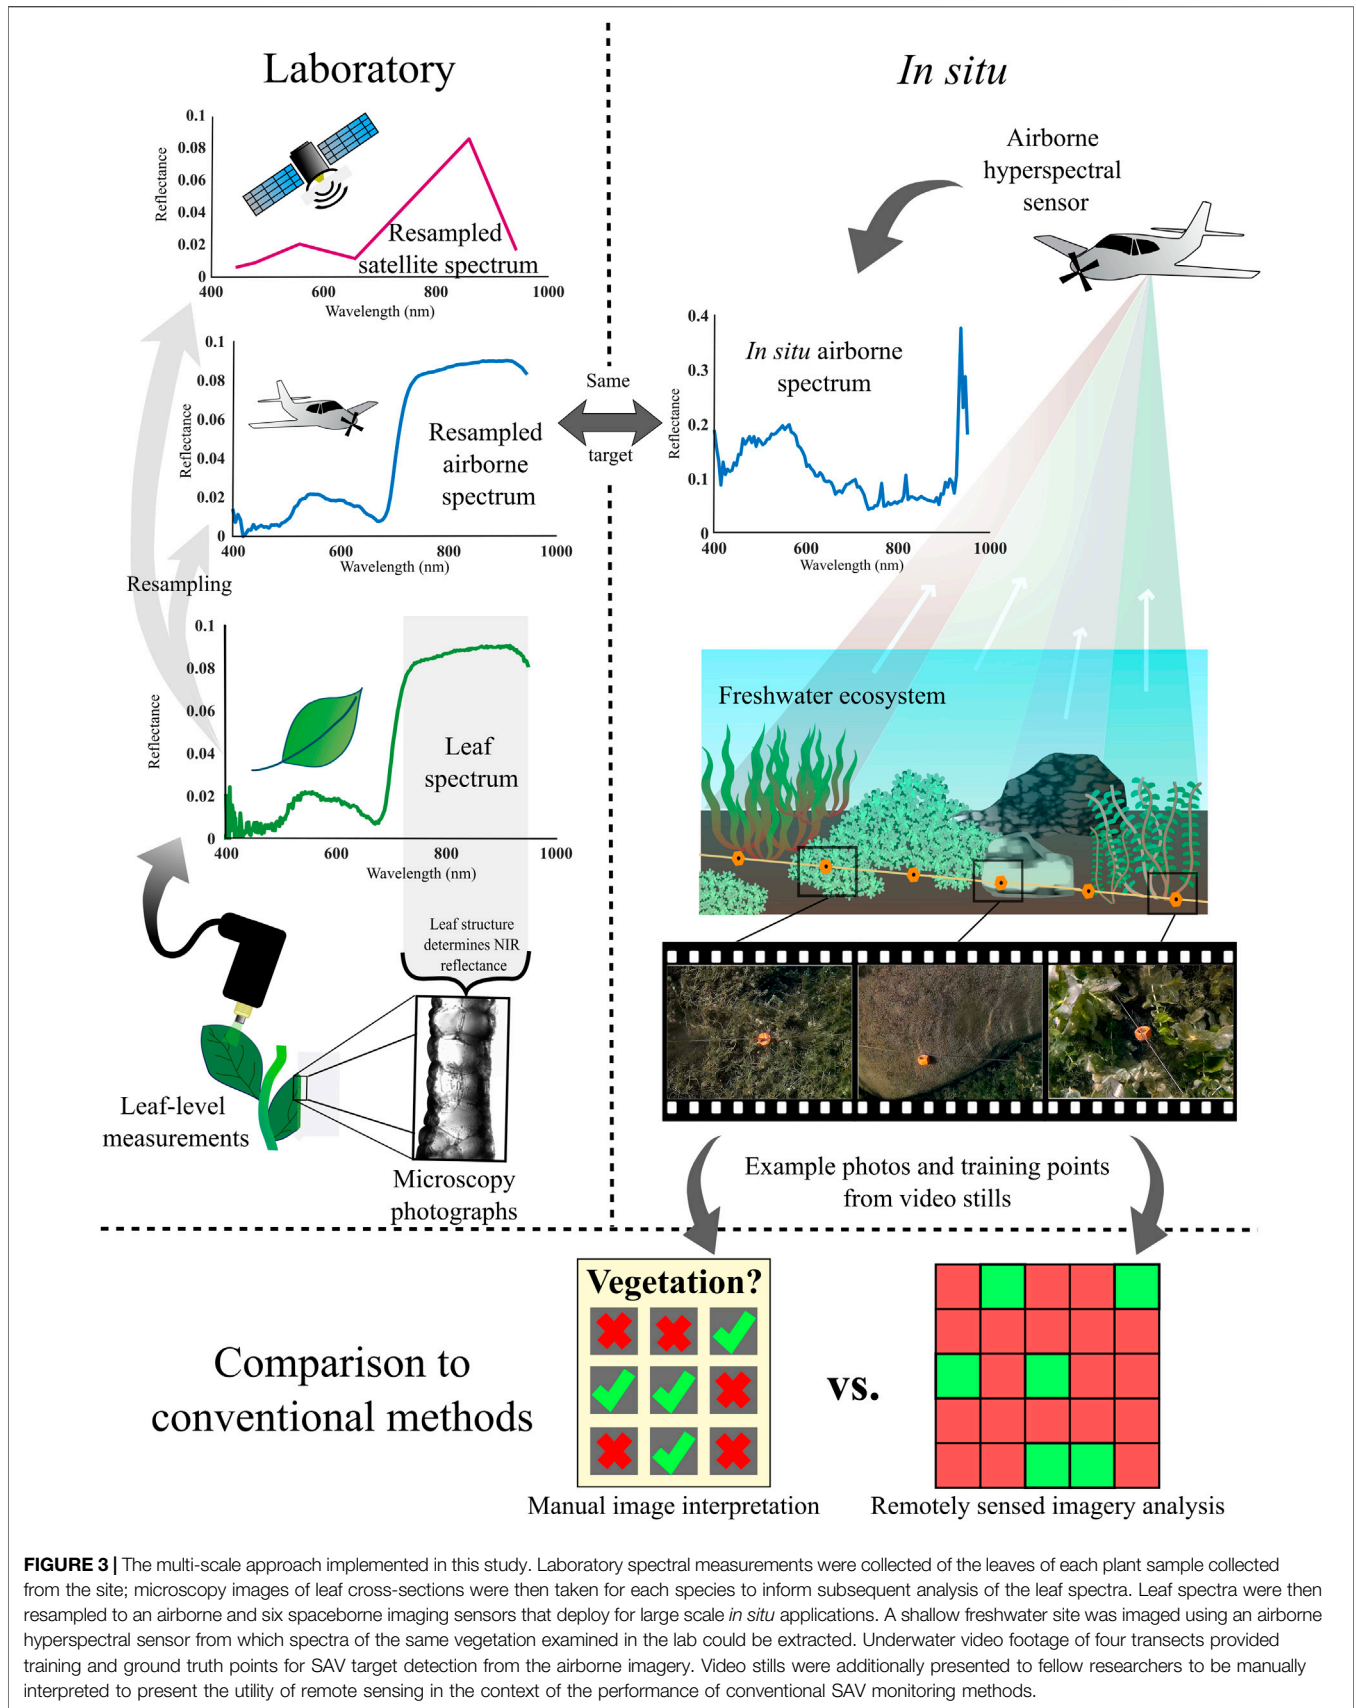 Laboratory
In situ
0.1
0.08
0.06
0.04
0.02
0
Reflectance
Resampled
satellite spectrum
400
600
800
1000
Wavelength (nm)
Airborne
hyperspectral
sensor
0.1
0.08
0.06
0.04
0.02
0
Reflectance
Resampled
airborne
spectrum
400
600
800
1000
Wavelength (nm)
Same
target
0.4
0.3
0.2
0.1
0
Reflectance
In situ airborne
spectrum
400
600
800
1000
Wavelength (nm)
Resampling
0.1
0.08
0.06
0.04
0.02
0
Reflectance
Leaf
spectrum
400
600
800
1000
Wavelength (nm)
Leaf structure
determines NIR
reflectance
Leaf-level
measurements
Microscopy
photographs
Freshwater ecosystem
Example photos and training points
from video stills
Comparison to
conventional methods
Vegetation?
Manual image interpretation
vs.
Remotely sensed imagery analysis
FIGURE 3 | The multi-scale approach implemented in this study. Laboratory spectral measurements were collected of the leaves of each plant sample collected
from the site; microscopy images of leaf cross-sections were then taken for each species to inform subsequent analysis of the leaf spectra. Leaf spectra were then
resampled to an airborne and six spaceborne imaging sensors that deploy for large scale in situ applications. A shallow freshwater site was imaged using an airborne
hyperspectral sensor from which spectra of the same vegetation examined in the lab could be extracted. Underwater video footage of four transects provided
training and ground truth points for SAV target detection from the airborne imagery. Video stills were additionally presented to fellow researchers to be manually
interpreted to present the utility of remote sensing in the context of the performance of conventional SAV monitoring methods.